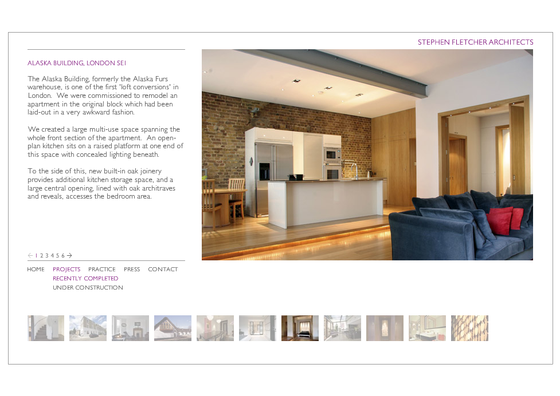 STEPHEN FLETCHER ARCHITECTS
ALASKA BUILDING, LONDON SE1
The Alaska Building, formerly the Alaska Furs
warehouse, is one of the first 'loft conversions' in
London. We were commissioned to remodel an
apartment in the original block which had been
laid-out in a very awkward fashion.
We created a large multi-use space spanning the
whole front section of the apartment. An open-
plan kitchen sits on a raised platform at one end of
this space with concealed lighting beneath.
To the side of this, new built-in oak joinery
provides additional kitchen storage space, and a
large central opening, lined with oak architraves
and reveals, accesses the bedroom area.
← 1 2 3 4 5 6 →
HOME PROJECTS PRACTICE PRESS CONTACT
RECENTLY COMPLETED
UNDER CONSTRUCTION